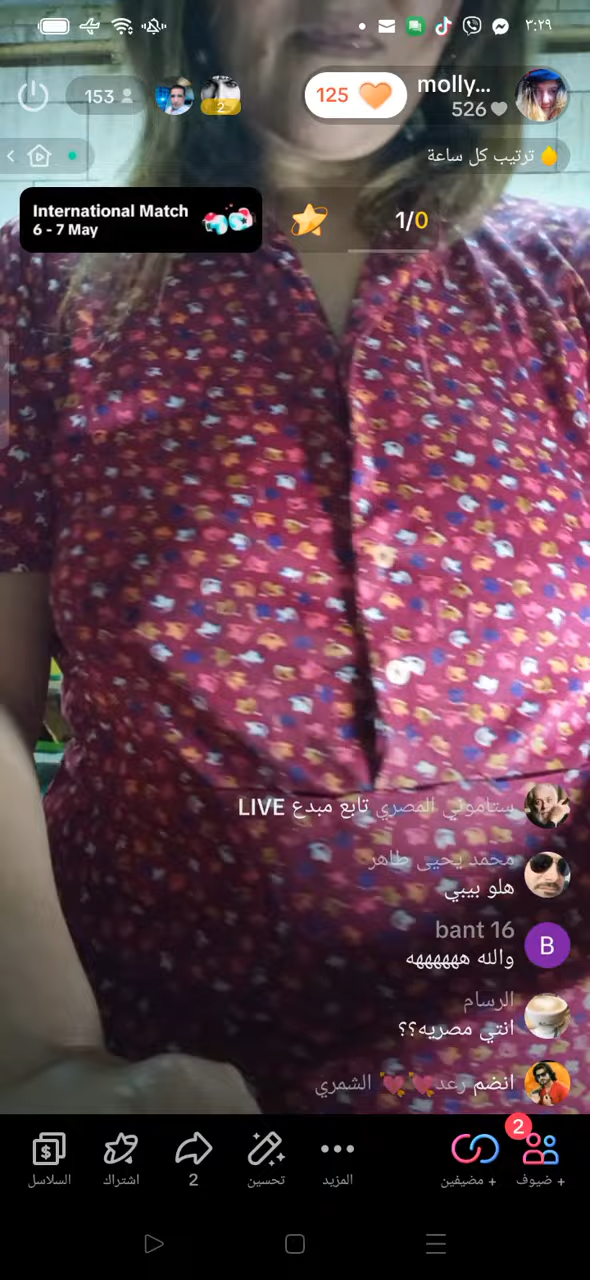 ٣:٢٩
molly...
526
125
153
2
ترتيب كل ساعة
International Match
6 - 7 May
1/0
ستاموني المصري تابع مبدع LIVE
محمد يحيى طاهر
هلو بيبي
bant 16
B
والله ههههههه
الرسام
انتي مصريه؟؟
انضم رعد💘💘 الشمري
2
+ ضيوف
+ مضيفين
المزيد
تحسين
2
اشتراك
السلاسل